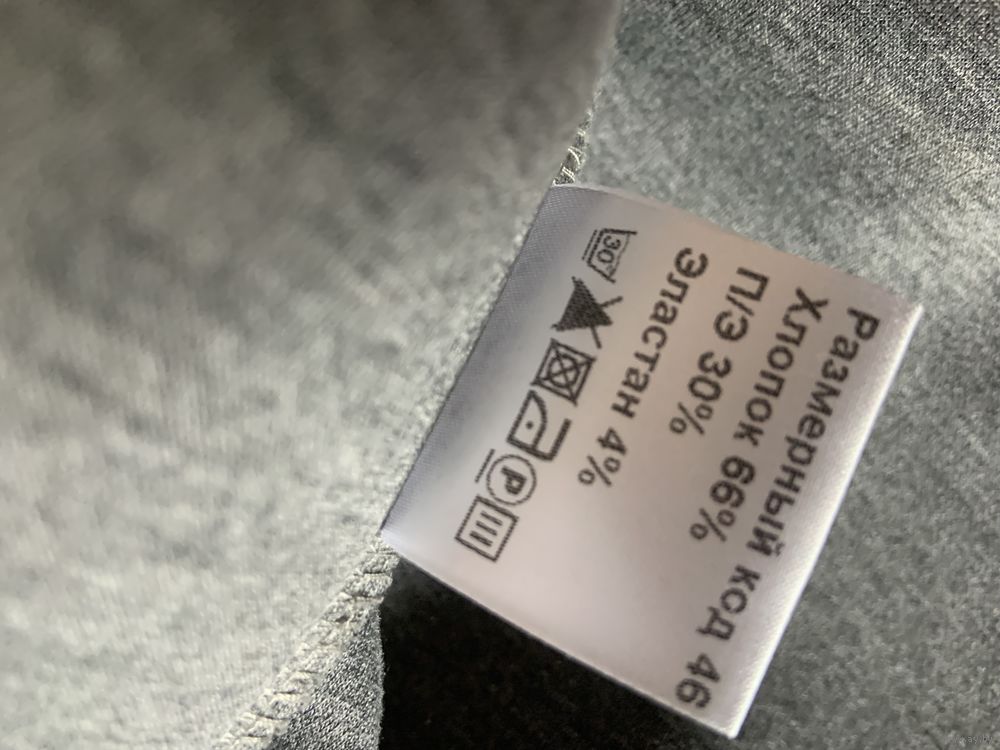 Размерный код 46
Хлопок 66%
П/Э 30%
Эластан 4%
30°
P